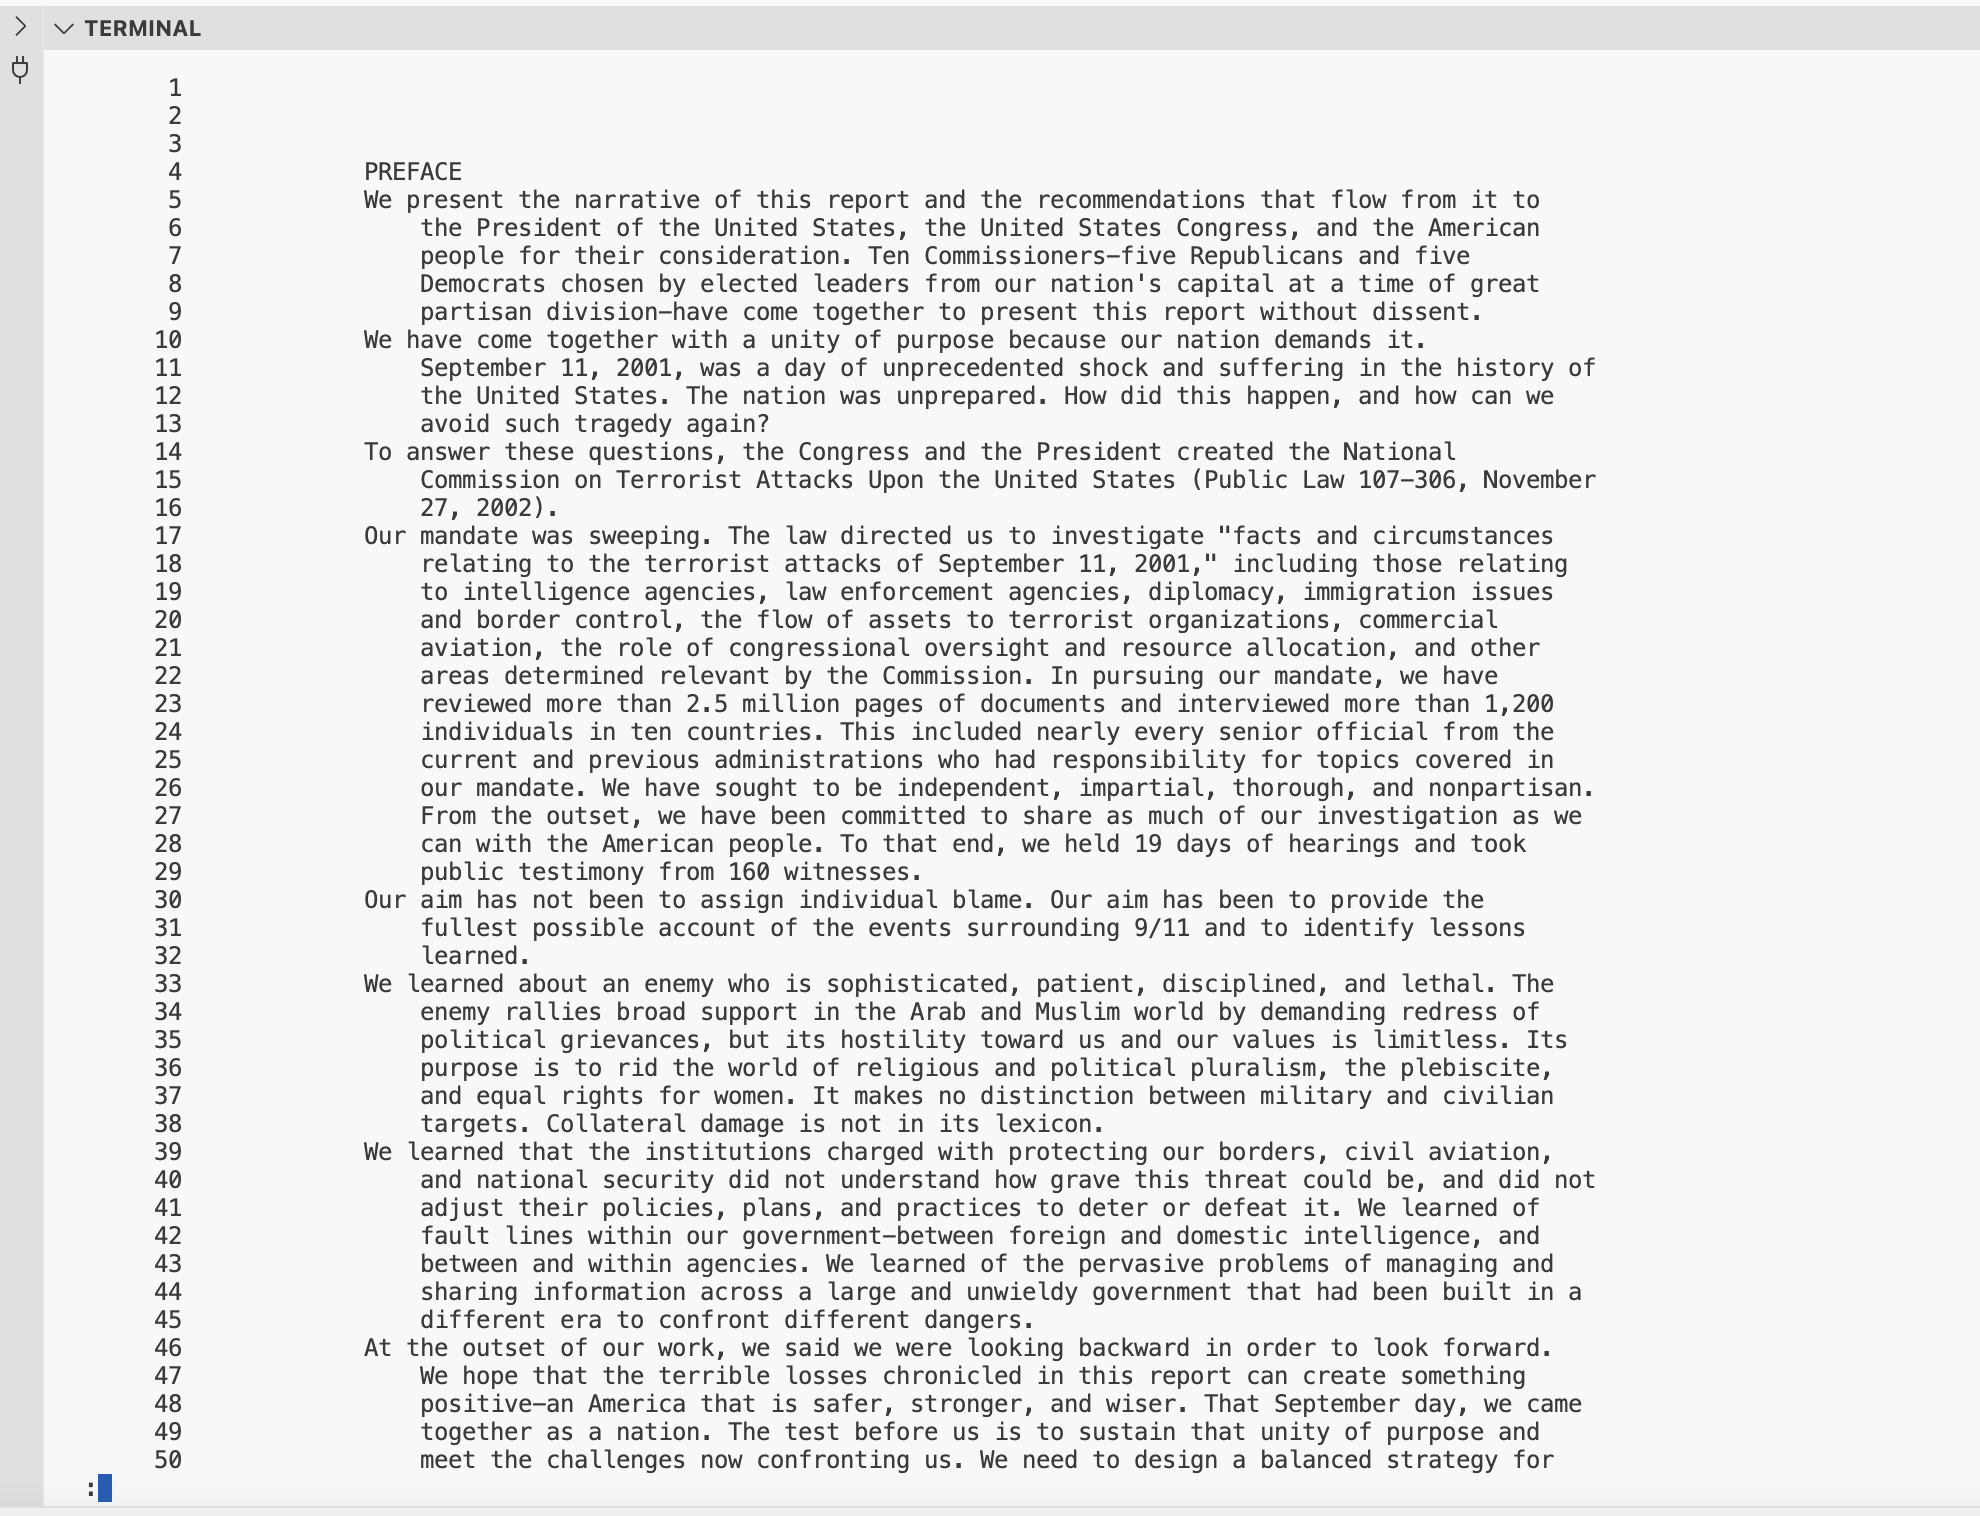 TERMINAL
1
2
3
4 PREFACE
5 We present the narrative of this report and the recommendations that flow from it to
6 the President of the United States, the United States Congress, and the American
7 people for their consideration. Ten Commissioners-five Republicans and five
8 Democrats chosen by elected leaders from our nation's capital at a time of great
9 partisan division-have come together to present this report without dissent.
10 We have come together with a unity of purpose because our nation demands it.
11 September 11, 2001, was a day of unprecedented shock and suffering in the history of
12 the United States. The nation was unprepared. How did this happen, and how can we
13 avoid such tragedy again?
14 To answer these questions, the Congress and the President created the National
15 Commission on Terrorist Attacks Upon the United States (Public Law 107-306, November
16 27, 2002).
17 Our mandate was sweeping. The law directed us to investigate "facts and circumstances
18 relating to the terrorist attacks of September 11, 2001," including those relating
19 to intelligence agencies, law enforcement agencies, diplomacy, immigration issues
20 and border control, the flow of assets to terrorist organizations, commercial
21 aviation, the role of congressional oversight and resource allocation, and other
22 areas determined relevant by the Commission. In pursuing our mandate, we have
23 reviewed more than 2.5 million pages of documents and interviewed more than 1,200
24 individuals in ten countries. This included nearly every senior official from the
25 current and previous administrations who had responsibility for topics covered in
26 our mandate. We have sought to be independent, impartial, thorough, and nonpartisan.
27 From the outset, we have been committed to share as much of our investigation as we
28 can with the American people. To that end, we held 19 days of hearings and took
29 public testimony from 160 witnesses.
30 Our aim has not been to assign individual blame. Our aim has been to provide the
31 fullest possible account of the events surrounding 9/11 and to identify lessons
32 learned.
33 We learned about an enemy who is sophisticated, patient, disciplined, and lethal. The
34 enemy rallies broad support in the Arab and Muslim world by demanding redress of
35 political grievances, but its hostility toward us and our values is limitless. Its
36 purpose is to rid the world of religious and political pluralism, the plebiscite,
37 and equal rights for women. It makes no distinction between military and civilian
38 targets. Collateral damage is not in its lexicon.
39 We learned that the institutions charged with protecting our borders, civil aviation,
40 and national security did not understand how grave this threat could be, and did not
41 adjust their policies, plans, and practices to deter or defeat it. We learned of
42 fault lines within our government-between foreign and domestic intelligence, and
43 between and within agencies. We learned of the pervasive problems of managing and
44 sharing information across a large and unwieldy government that had been built in a
45 different era to confront different dangers.
46 At the outset of our work, we said we were looking backward in order to look forward.
47 We hope that the terrible losses chronicled in this report can create something
48 positive-an America that is safer, stronger, and wiser. That September day, we came
49 together as a nation. The test before us is to sustain that unity of purpose and
50 meet the challenges now confronting us. We need to design a balanced strategy for
: